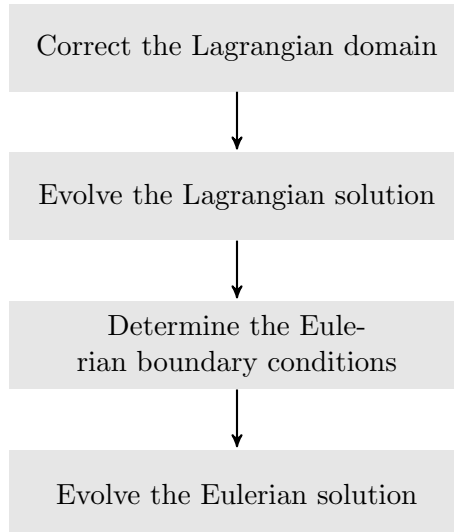 Correct the Lagrangian domain
Evolve the Lagrangian solution
Determine the Eule-
rian boundary conditions
Evolve the Eulerian solution